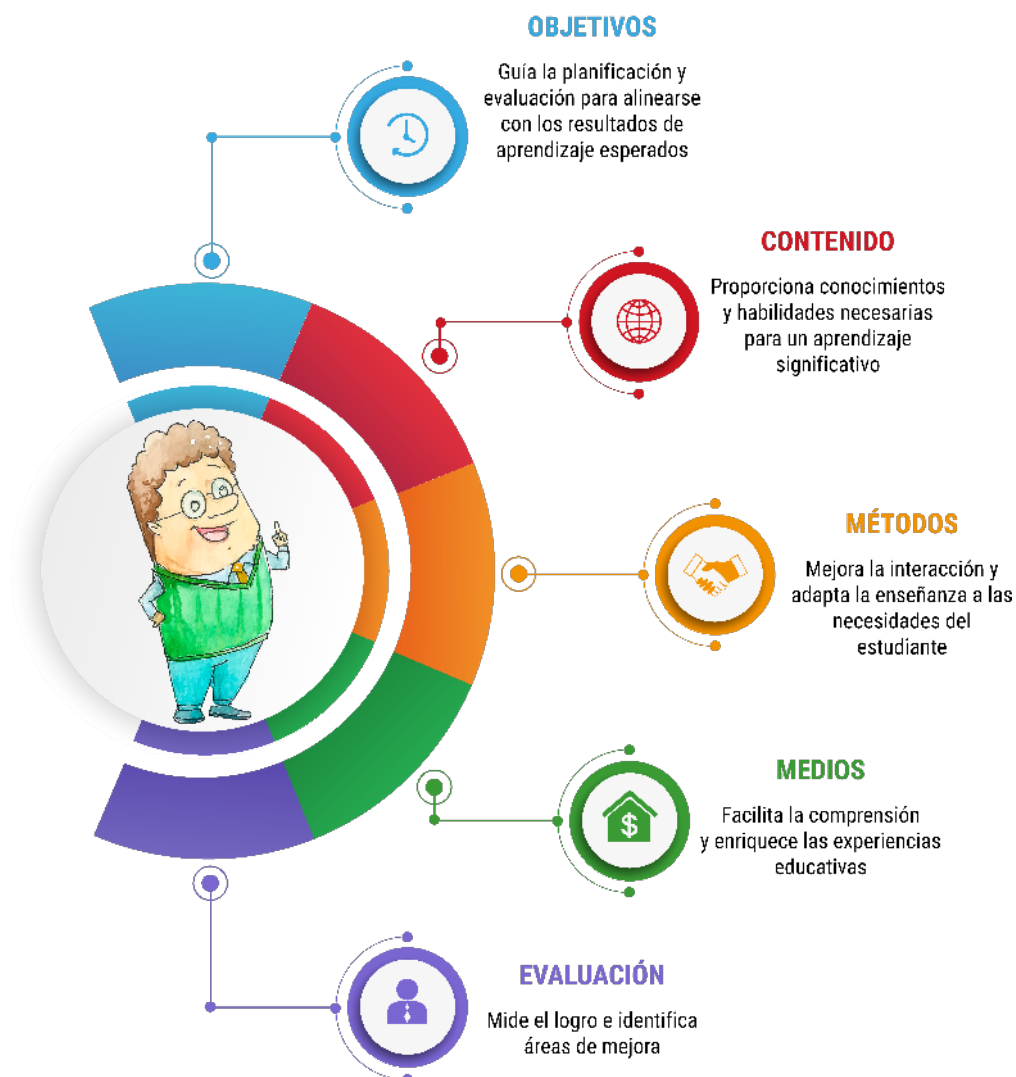 OBJETIVOS
Guía la planificación y
evaluación para alinearse
con los resultados de
aprendizaje esperados
CONTENIDO
Proporciona conocimientos
y habilidades necesarias
para un aprendizaje
significativo
MÉTODOS
Mejora la interacción y
adapta la enseñanza a las
necesidades del
estudiante
MEDIOS
$
Facilita la comprensión
y enriquece las experiencias
educativas
EVALUACIÓN
Mide el logro e identifica
áreas de mejora